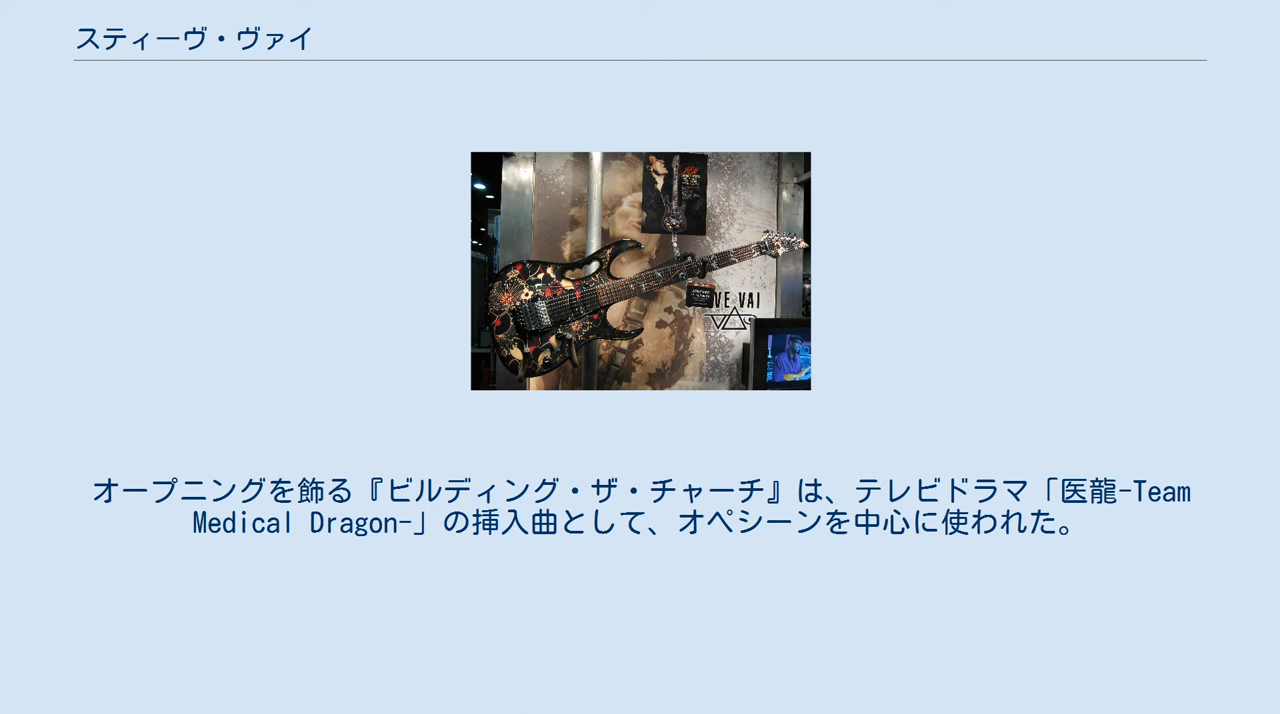 スティーヴ・ヴァイ
VE VAI
オープニングを飾る『ビルディング・ザ・チャーチ』は、テレビドラマ「医龍-Team
Medical Dragon-」の挿入曲として、オペシーンを中心に使われた。